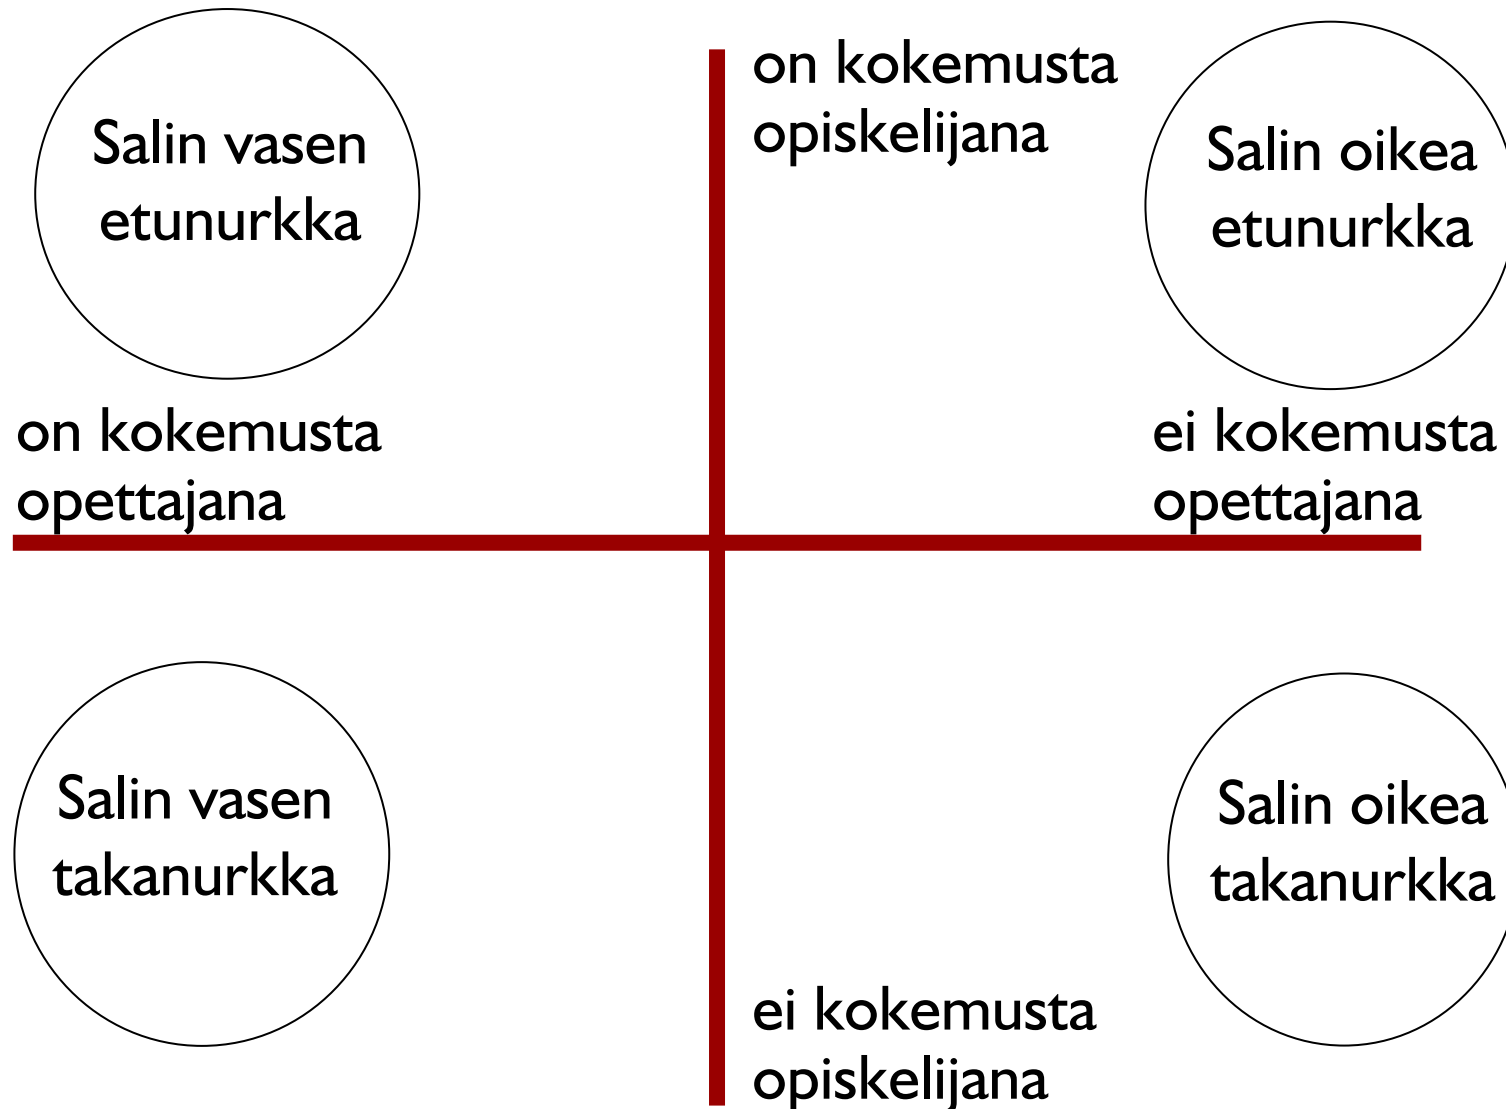 on kokemusta
opiskelijana
Salin vasen
etunurkka
Salin oikea
etunurkka
on kokemusta
opettajana
ei kokemusta
opettajana
Salin vasen
takanurkka
Salin oikea
takanurkka
ei kokemusta
opiskelijana